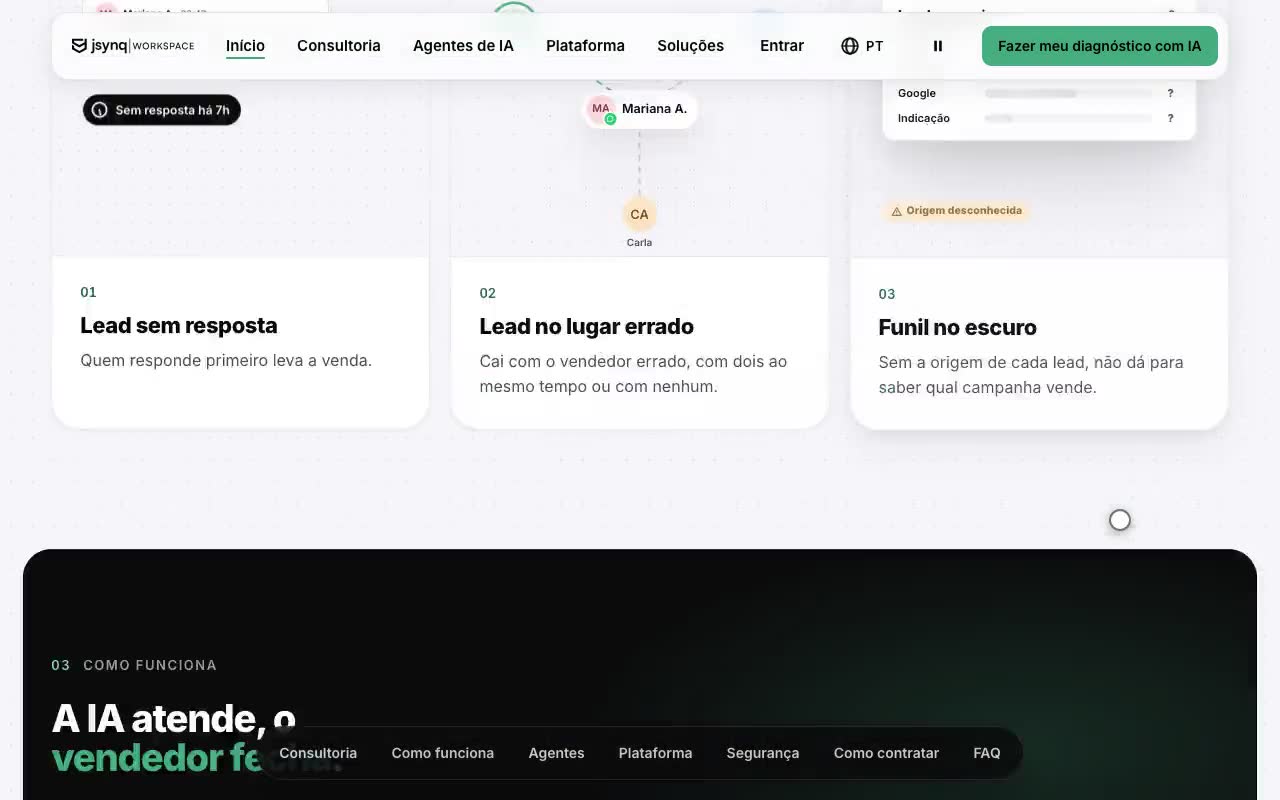 jsynq WORKSPACE
Início
Consultoria
Agentes de IA
Plataforma
Soluções
Entrar
PT
Fazer meu diagnóstico com IA
Sem resposta há 7h
MA
Mariana A.
CA
Carla
Google ?
Indicação ?
Origem desconhecida
01
Lead sem resposta
Quem responde primeiro leva a venda.
02
Lead no lugar errado
Cai com o vendedor errado, com dois ao
mesmo tempo ou com nenhum.
03
Funil no escuro
Sem a origem de cada lead, não dá para
saber qual campanha vende.
03 COMO FUNCIONA
A IA atende, o
vendedor fecha.
Consultoria
Como funciona
Agentes
Plataforma
Segurança
Como contratar
FAQ